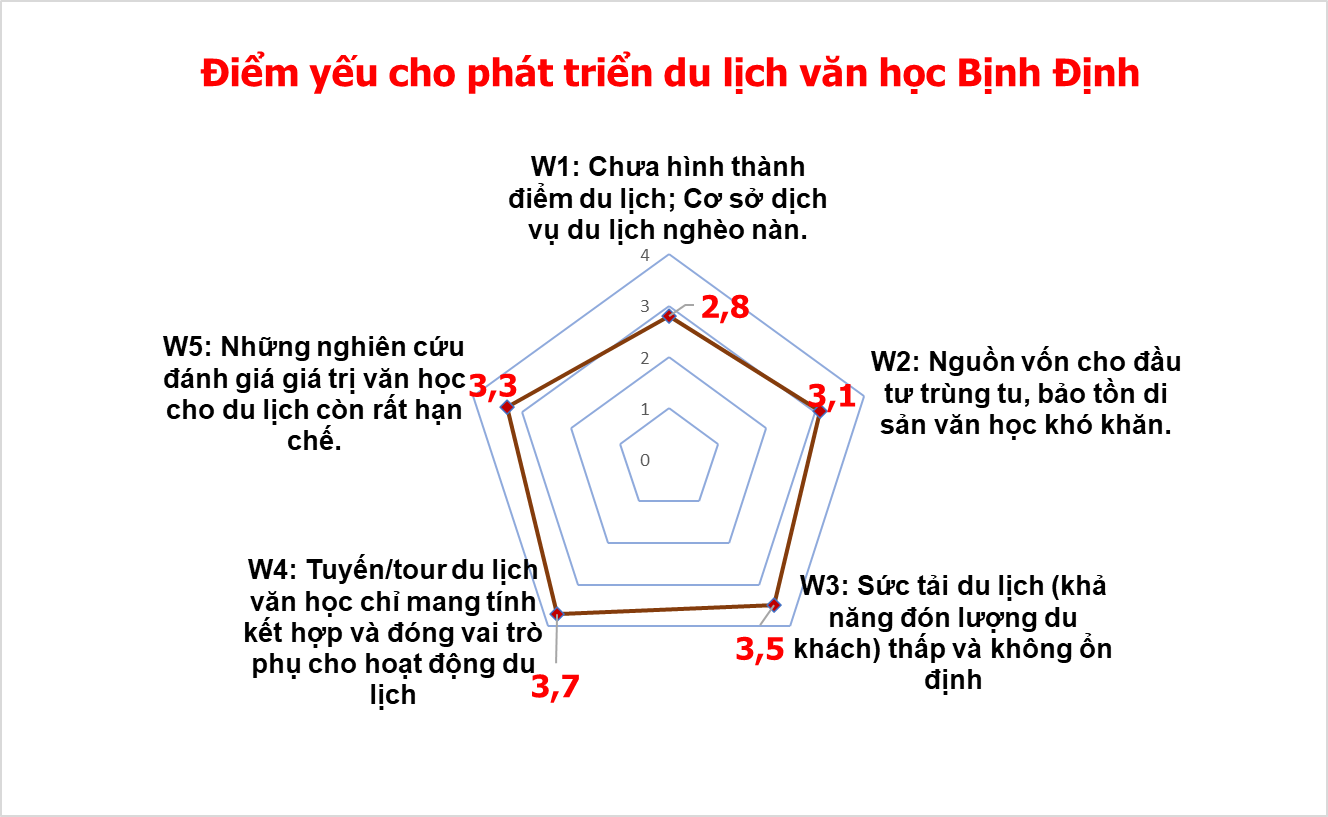 Điểm yếu cho phát triển du lịch văn học Bịnh Định
W1: Chưa hình thành
điểm du lịch; Cơ sở dịch
vụ du lịch nghèo nàn.
4
3
2
1
0
2,8
W2: Nguồn vốn cho đầu
tư trùng tu, bảo tồn di
sản văn học khó khăn.
3,1
W3: Sức tải du lịch (khả
năng đón lượng du
khách) thấp và không ổn
định
3,5
W4: Tuyến/tour du lịch
văn học chỉ mang tính
kết hợp và đóng vai trò
phụ cho hoạt động du
lịch
3,7
W5: Những nghiên cứu
đánh giá giá trị văn học
cho du lịch còn rất hạn
chế.
3,3